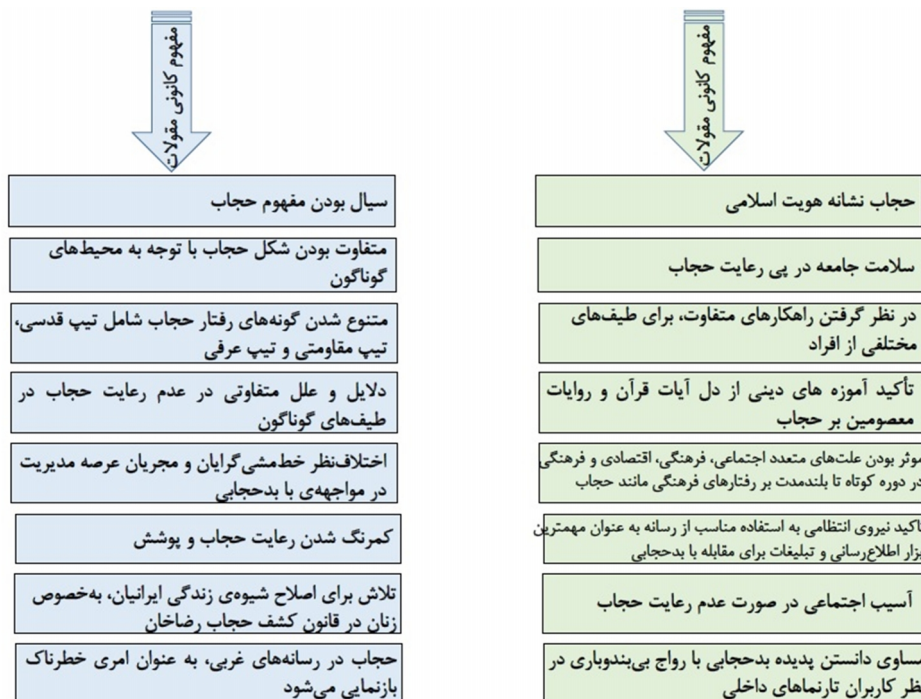 مفهوم کانونی مقولات
حجاب نشانه هویت اسلامی
سلامت جامعه در پی رعایت حجاب
در نظر گرفتن راهکارهای متفاوت، برای طیف‌های
مختلفی از افراد
تأکید آموزه های دینی از دل آیات قرآن و روایات
معصومین بر حجاب
موثر بودن علت‌های متعدد اجتماعی، فرهنگی، اقتصادی و فرهنگی
در دوره کوتاه تا بلندمدت بر رفتارهای فرهنگی مانند حجاب
تاکید نیروی انتظامی به استفاده مناسب از رسانه به عنوان مهمترین
ابزار اطلاع‌رسانی و تبلیغات برای مقابله با بدحجابی
آسیب اجتماعی در صورت عدم رعایت حجاب
مساوی دانستن پدیده بدحجابی با رواج بی‌بندوباری در
نظر کاربران تارنماهای داخلی
مفهوم کانونی مقولات
سیال بودن مفهوم حجاب
متفاوت بودن شکل حجاب با توجه به محیط‌های
گوناگون
متنوع شدن گونه‌های رفتار حجاب شامل تیپ قدسی،
تیپ مقاومتی و تیپ عرفی
دلایل و علل متفاوتی در عدم رعایت حجاب در
طیف‌های گوناگون
اختلاف‌نظر خط‌مشی‌گرایان و مجریان عرصه مدیریت
در مواجهه‌ی با بدحجابی
کمرنگ شدن رعایت حجاب و پوشش
تلاش برای اصلاح شیوه‌ی زندگی ایرانیان، به‌خصوص
زنان در قانون کشف حجاب رضاخان
حجاب در رسانه‌های غربی، به عنوان امری خطرناک
بازنمایی می‌شود